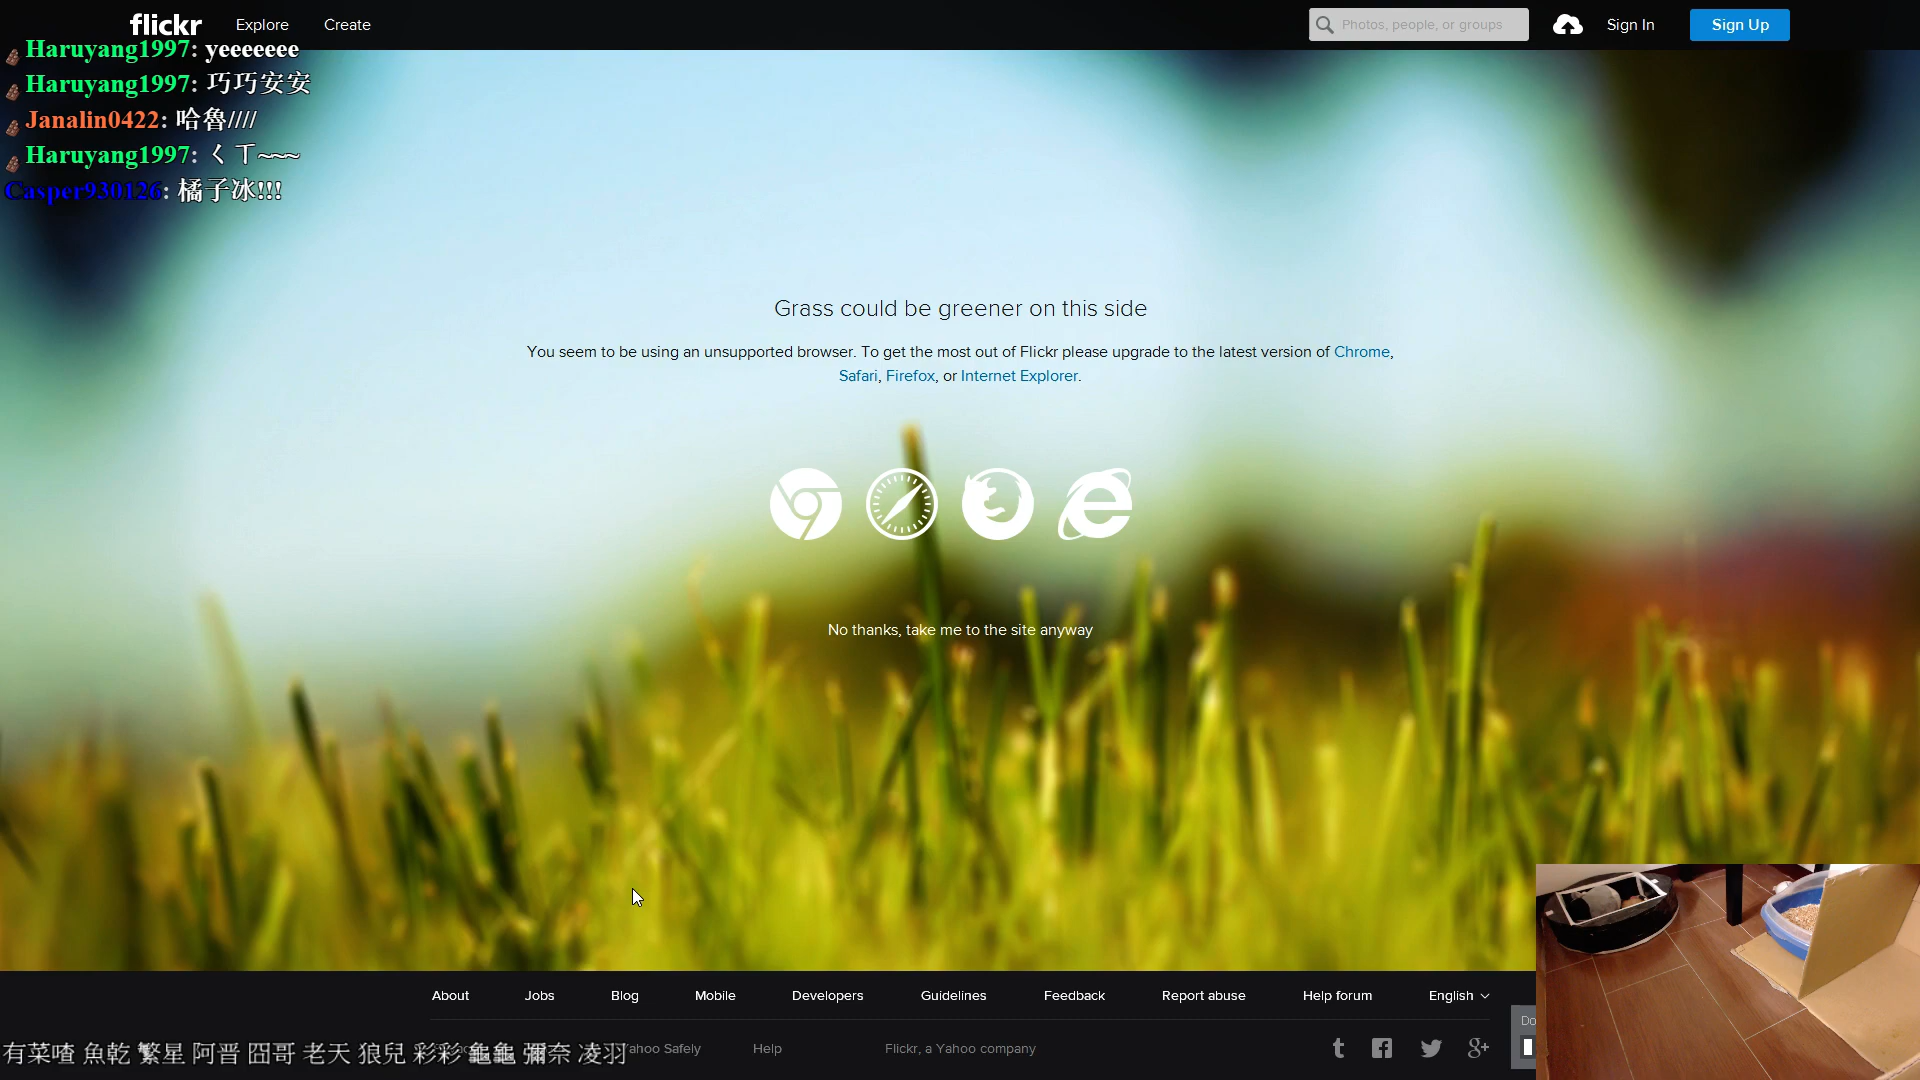 flickr Explore Create Photos, people, or groups Sign In Sign Up
Haruyang1997: yeeeeeee
Haruyang1997: 巧巧安安
Janalin0422: 哈魯////
Haruyang1997: ㄑㄒ~~~
Casper930126: 橘子冰!!!
Grass could be greener on this side
You seem to be using an unsupported browser. To get the most out of Flickr please upgrade to the latest version of Chrome,
Safari, Firefox, or Internet Explorer.
No thanks, take me to the site anyway
About Jobs Blog Mobile Developers Guidelines Feedback Report abuse Help forum English
Do
有菜喳 魚乾 繁星 阿晋 囧哥 老天 狼兒 彩彩 龜龜 彌奈 凌羽
Yahoo Safely Help Flickr, a Yahoo company